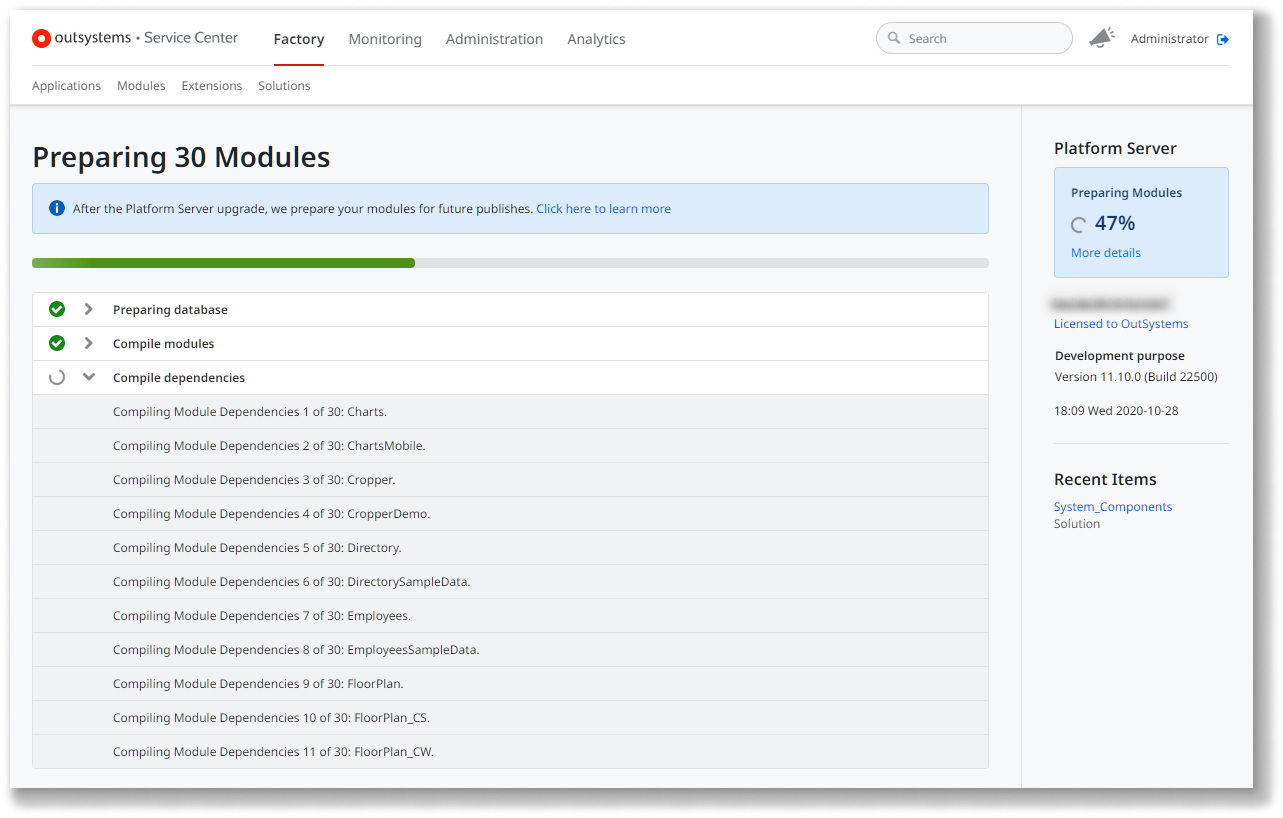 outsystems • Service Center
Factory
Monitoring
Administration
Analytics
Search
Administrator
Applications
Modules
Extensions
Solutions
Preparing 30 Modules
After the Platform Server upgrade, we prepare your modules for future publishes. Click here to learn more
Preparing database
Compile modules
Compile dependencies
Compiling Module Dependencies 1 of 30: Charts.
Compiling Module Dependencies 2 of 30: ChartsMobile.
Compiling Module Dependencies 3 of 30: Cropper.
Compiling Module Dependencies 4 of 30: CropperDemo.
Compiling Module Dependencies 5 of 30: Directory.
Compiling Module Dependencies 6 of 30: DirectorySampleData.
Compiling Module Dependencies 7 of 30: Employees.
Compiling Module Dependencies 8 of 30: EmployeesSampleData.
Compiling Module Dependencies 9 of 30: FloorPlan.
Compiling Module Dependencies 10 of 30: FloorPlan_CS.
Compiling Module Dependencies 11 of 30: FloorPlan_CW.
Platform Server
Preparing Modules
47%
More details
Licensed to OutSystems
Development purpose
Version 11.10.0 (Build 22500)
18:09 Wed 2020-10-28
Recent Items
System_Components
Solution